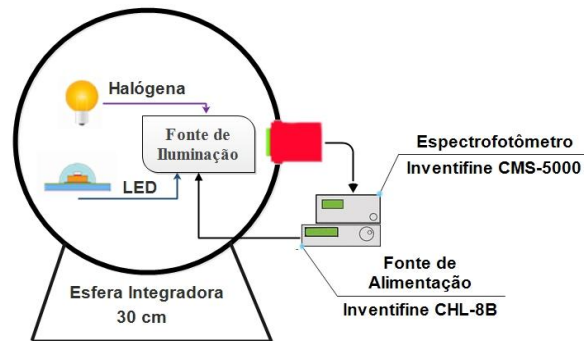 Halógena
Fonte de
Iluminação
LED
Esfera Integradora
30 cm
Espectrofotômetro
Inventifine CMS-5000
Fonte de
Alimentação
Inventifine CHL-8B